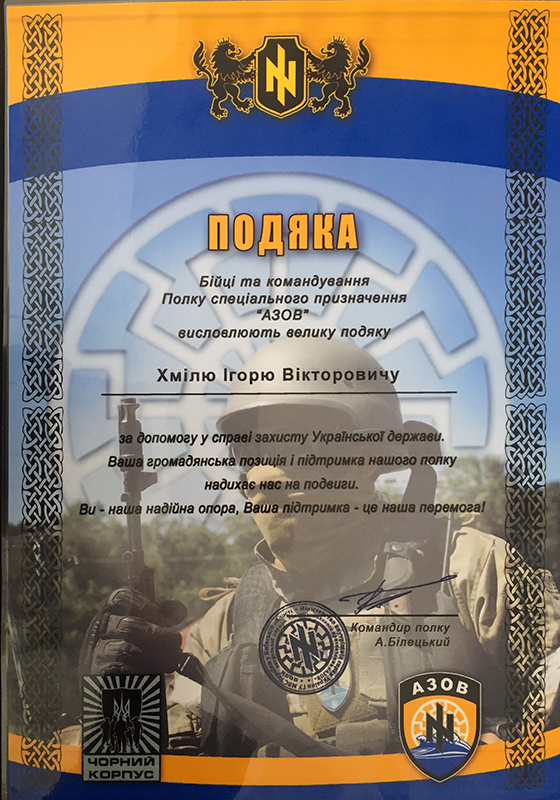 ПОДЯКА
Бійці та командування
Полку спеціального призначення
“АЗОВ”
висловлюють велику подяку
Хмілю Ігорю Вікторовичу
за допомогу у справі захисту Української держави.
Ваша громадянська позиція і підтримка нашого полку
надихає нас на подвиги.
Ви - наша надійна опора, Ваша підтримка - це наша перемога!
Командир полку
А.Білецький
ЧОРНИЙ
КОРПУС
АЗОВ